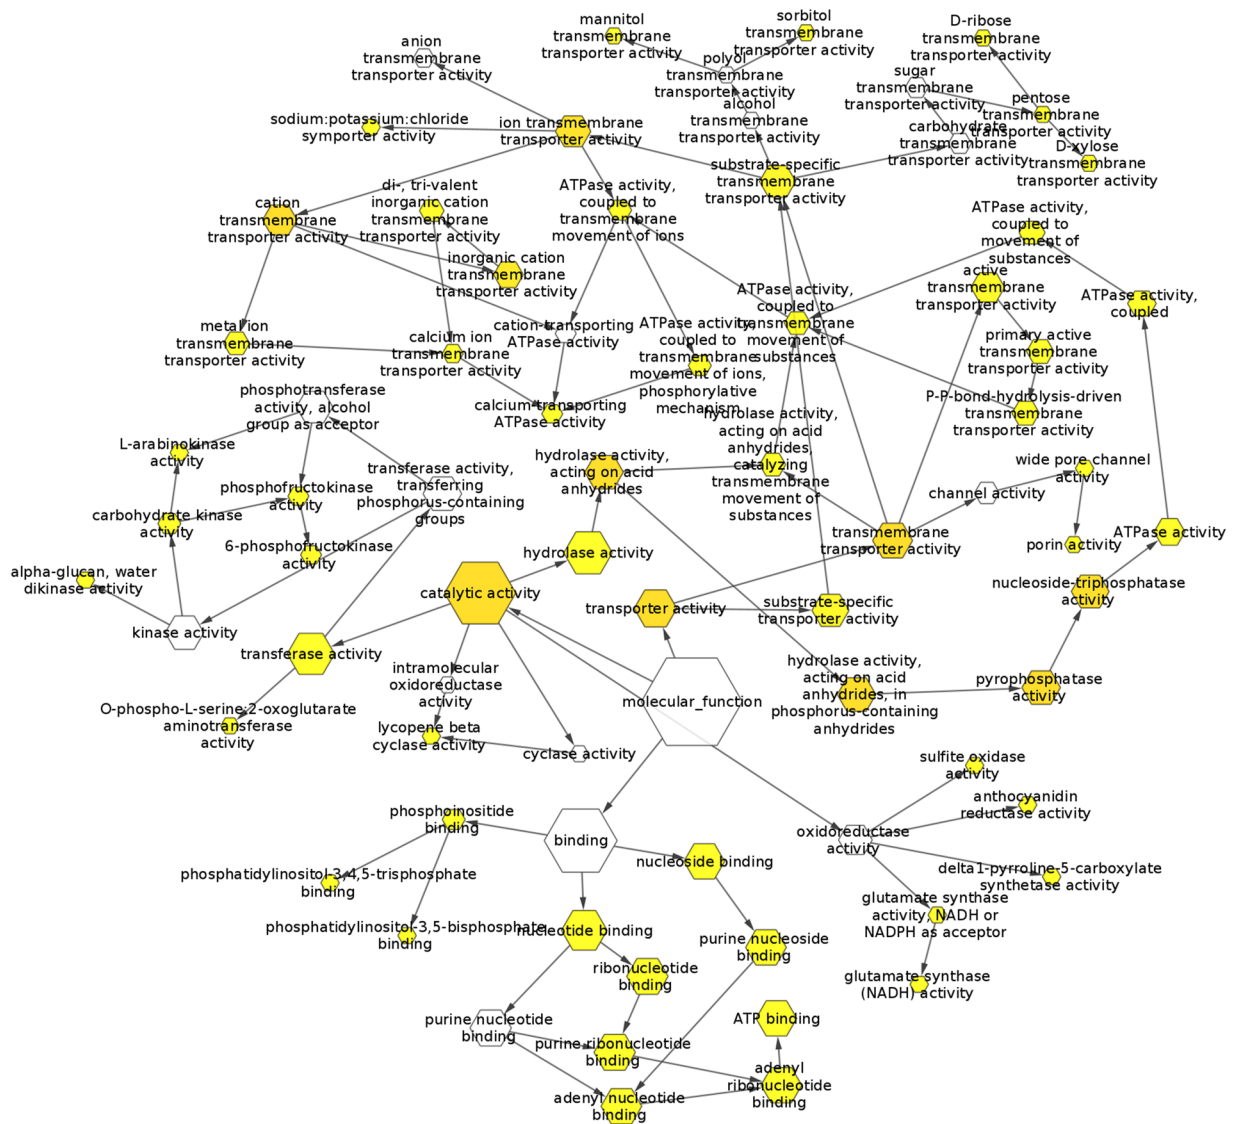 mannitol
transmembrane
transporter activity
sorbitol
transmembrane
transporter activity
D-ribose
transmembrane
transporter activity
anion
transmembrane
transporter activity
polyol
transmembrane
transporter activity
sugar
transmembrane
transporter activity
alcohol
transmembrane
transporter activity
pentose
transmembrane
transporter activity
sodium:potassium:chloride
symporter activity
ion transmembrane
transporter activity
carbohydrate
transmembrane
transporter activity
D-xylose
transmembrane
transporter activity
substrate-specific
transmembrane
transporter activity
di-, tri-valent
inorganic cation
transmembrane
transporter activity
ATPase activity,
coupled to
transmembrane
movement of ions
cation
transmembrane
transporter activity
ATPase activity,
coupled to
movement of
substances
inorganic cation
transmembrane
transporter activity
active
transmembrane
transporter activity
ATPase activity,
coupled to
transmembrane
movement of
substances
ATPase activity,
coupled
metal ion
transmembrane
transporter activity
calcium ion
transmembrane
transporter activity
cation-transporting
ATPase activity
ATPase activity,
coupled to
transmembrane
movement of ions,
phosphorylative
mechanism
primary active
transmembrane
transporter activity
phosphotransferase
activity, alcohol
group as acceptor
calcium-transporting
ATPase activity
P-P-bond-hydrolysis-driven
transmembrane
transporter activity
hydrolase activity,
acting on acid
anhydrides,
catalyzing
transmembrane
movement of
substances
L-arabinokinase
activity
transferase activity,
transferring
phosphorus-containing
groups
hydrolase activity,
acting on acid
anhydrides
wide pore channel
activity
channel activity
phosphofructokinase
activity
carbohydrate kinase
activity
6-phosphofructokinase
activity
hydrolase activity
transmembrane
transporter activity
porin activity
ATPase activity
alpha-glucan, water
dikinase activity
catalytic activity
transporter activity
substrate-specific
transporter activity
nucleoside-triphosphatase
activity
kinase activity
transferase activity
intramolecular
oxidoreductase
activity
molecular_function
hydrolase activity,
acting on acid
anhydrides, in
phosphorus-containing
anhydrides
pyrophosphatase
activity
O-phospho-L-serine:2-oxoglutarate
aminotransferase
activity
lycopene beta
cyclase activity
cyclase activity
sulfite oxidase
activity
anthocyanidin
reductase activity
phosphoinositide
binding
binding
oxidoreductase
activity
nucleoside binding
delta1-pyrroline-5-carboxylate
synthetase activity
phosphatidylinositol-3,4,5-trisphosphate
binding
glutamate synthase
activity, NADH or
NADPH as acceptor
phosphatidylinositol-3,5-bisphosphate
binding
nucleotide binding
purine nucleoside
binding
ribonucleotide
binding
glutamate synthase
(NADH) activity
purine nucleotide
binding
ATP binding
purine ribonucleotide
binding
adenyl
ribonucleotide
binding
adenyl nucleotide
binding